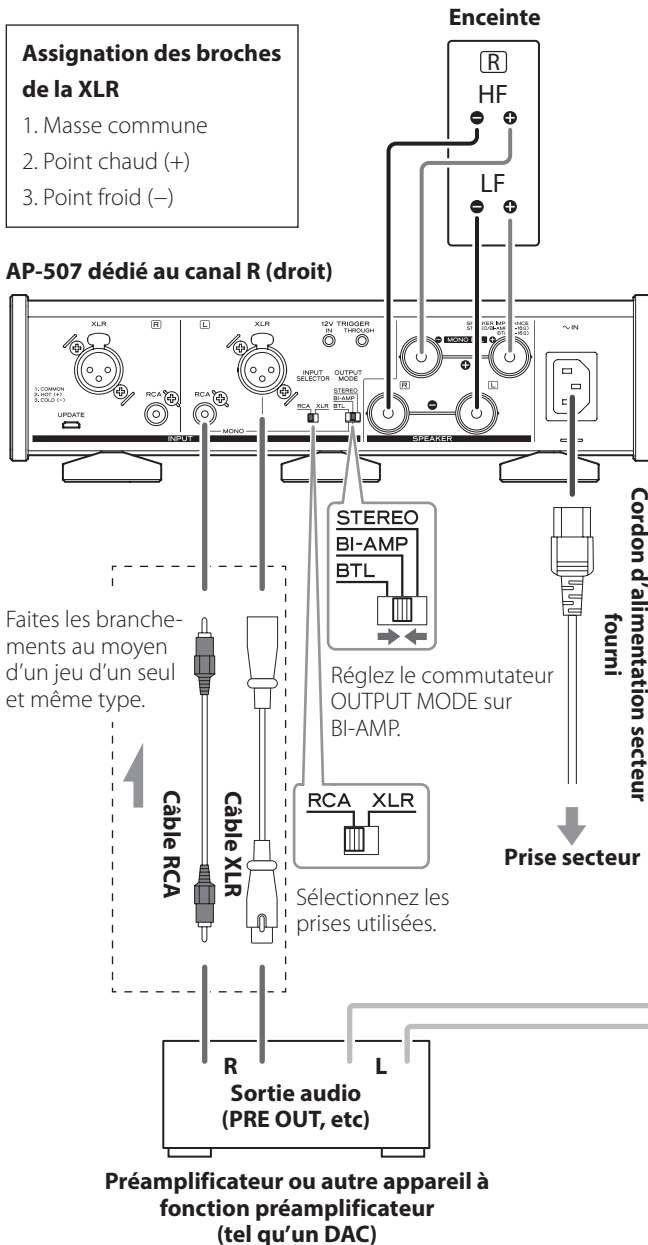 Enceinte
Assignation des broches
de la XLR
1. Masse commune
2. Point chaud (+)
3. Point froid (−)
R
HF
LF
AP-507 dédié au canal R (droit)
XLR
R
L
XLR
12V TRIGGER
IN
THROUGH
MONO
∼ IN
1. COMMON
2. HOT (+)
3. COLD (−)
RCA
RCA
INPUT
SELECTOR
OUTPUT
MODE
STEREO
BI-AMP
RCA XLR
BTL
R
L
UPDATE
MONO
INPUT
SPEAKER
STEREO
BI-AMP
BTL
Faites les branche-
ments au moyen
d'un jeu d'un seul
et même type.
Réglez le commutateur
OUTPUT MODE sur
BI-AMP.
Cordon d'alimentation secteur
fourni
Câble RCA
Câble XLR
RCA XLR
Sélectionnez les
prises utilisées.
Prise secteur
R
L
Sortie audio
(PRE OUT, etc)
Préamplificateur ou autre appareil à
fonction préamplificateur
(tel qu'un DAC)